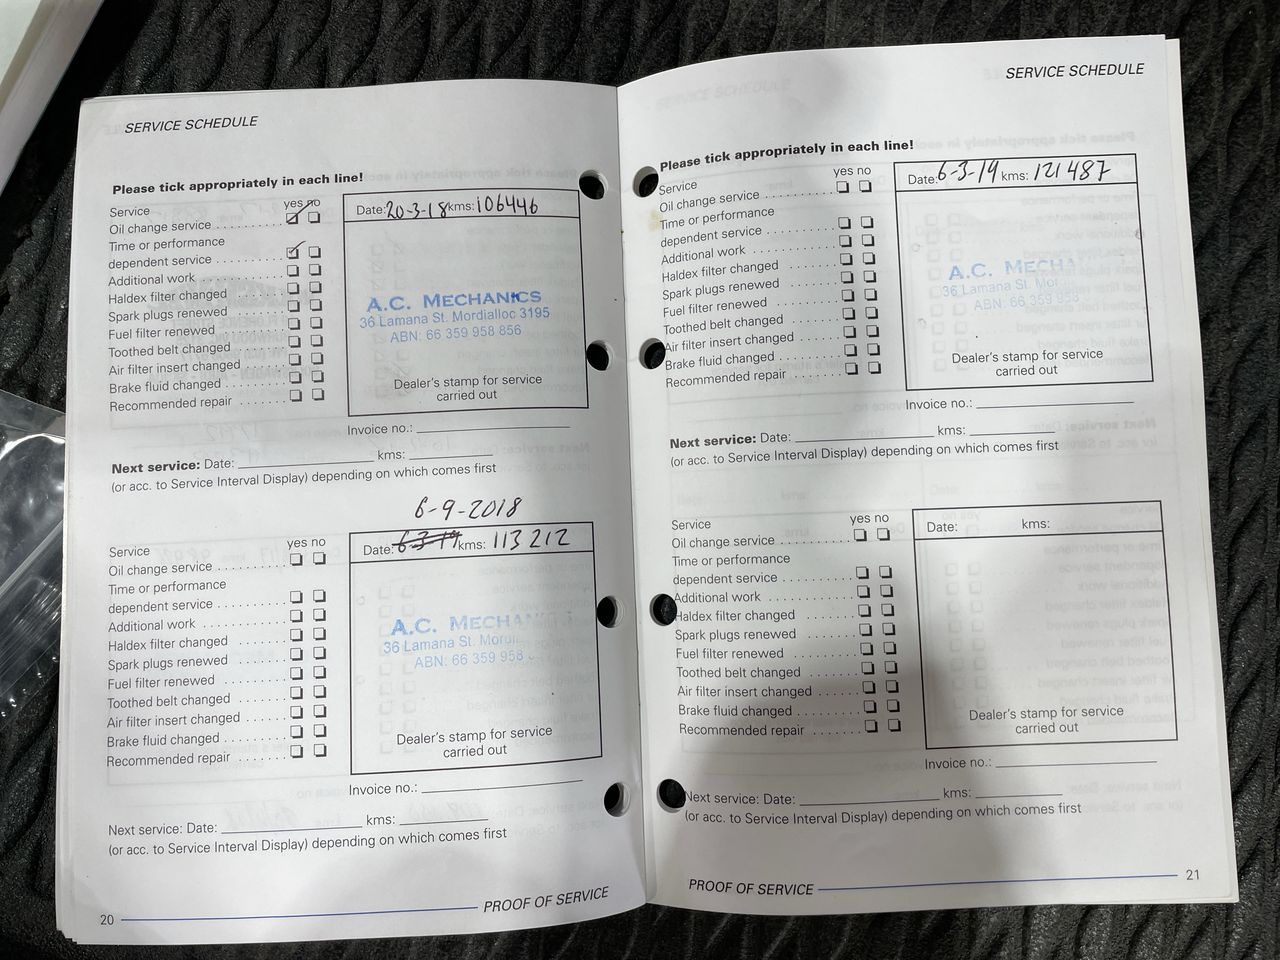 SERVICE SCHEDULE
Please tick appropriately in each line!
Service yes no
Oil change service
Time or performance
dependent service
Additional work
Haldex filter changed
Spark plugs renewed
Fuel filter renewed
Toothed belt changed
Air filter insert changed
Brake fluid changed
Recommended repair
Date: 20-3-18 kms: 106446
A.C. MECHANICS
36 Lamana St. Mordialloc 3195
ABN: 66 359 958 856
Dealer's stamp for service
carried out
Invoice no.:
Next service: Date: kms:
(or acc. to Service Interval Display) depending on which comes first
6-9-2018
Service yes no
Oil change service
Time or performance
dependent service
Additional work
Haldex filter changed
Spark plugs renewed
Fuel filter renewed
Toothed belt changed
Air filter insert changed
Brake fluid changed
Recommended repair
Date: 6-3-19 kms: 113212
A.C. MECHAN
36 Lamana St. Mor
ABN: 66 359 958
Dealer's stamp for service
carried out
Invoice no.:
Next service: Date: kms:
(or acc. to Service Interval Display) depending on which comes first
20 PROOF OF SERVICE
SERVICE SCHEDULE
Please tick appropriately in each line!
Service yes no
Oil change service
Time or performance
dependent service
Additional work
Haldex filter changed
Spark plugs renewed
Fuel filter renewed
Toothed belt changed
Air filter insert changed
Brake fluid changed
Recommended repair
Date: 6-3-19 kms: 121487
A.C. MECHA
36 Lamana St. Mor
ABN: 66 359 958
Dealer's stamp for service
carried out
Invoice no.:
Next service: Date: kms:
(or acc. to Service Interval Display) depending on which comes first
Service yes no
Oil change service
Time or performance
dependent service
Additional work
Haldex filter changed
Spark plugs renewed
Fuel filter renewed
Toothed belt changed
Air filter insert changed
Brake fluid changed
Recommended repair
Date: kms:
Dealer's stamp for service
carried out
Invoice no.:
Next service: Date: kms:
(or acc. to Service Interval Display) depending on which comes first
PROOF OF SERVICE 21